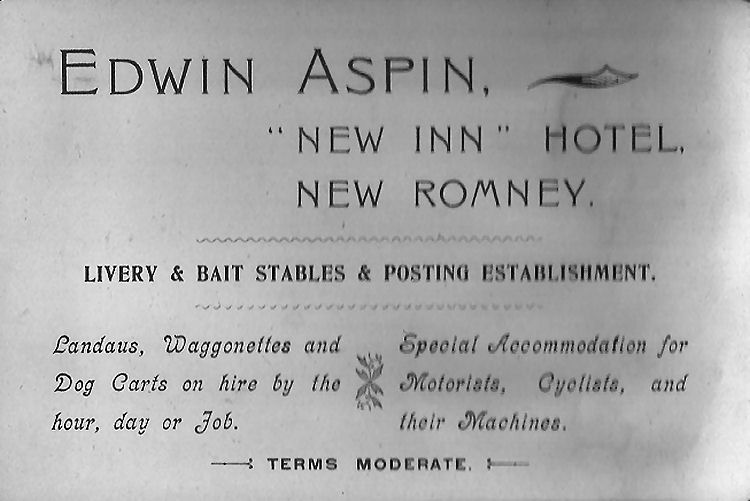 EDWIN ASPIN,
"NEW INN" HOTEL,
NEW ROMNEY.
LIVERY & BAIT STABLES & POSTING ESTABLISHMENT.
Landaus, Waggonettes and
Dog Carts on hire by the
hour, day or Job.
Special Accommodation for
Motorists, Cyclists, and
their Machines.
TERMS MODERATE.